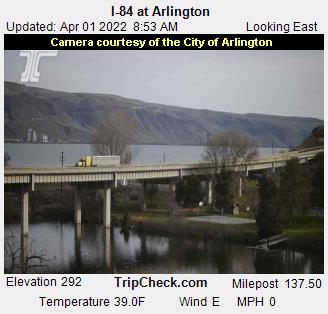 I-84 at Arlington
Updated: Apr 01 2022 8:53 AM Looking East
Camera courtesy of the City of Arlington
Elevation 292 TripCheck.com Milepost 137.50
Temperature 39.0F Wind E MPH 0